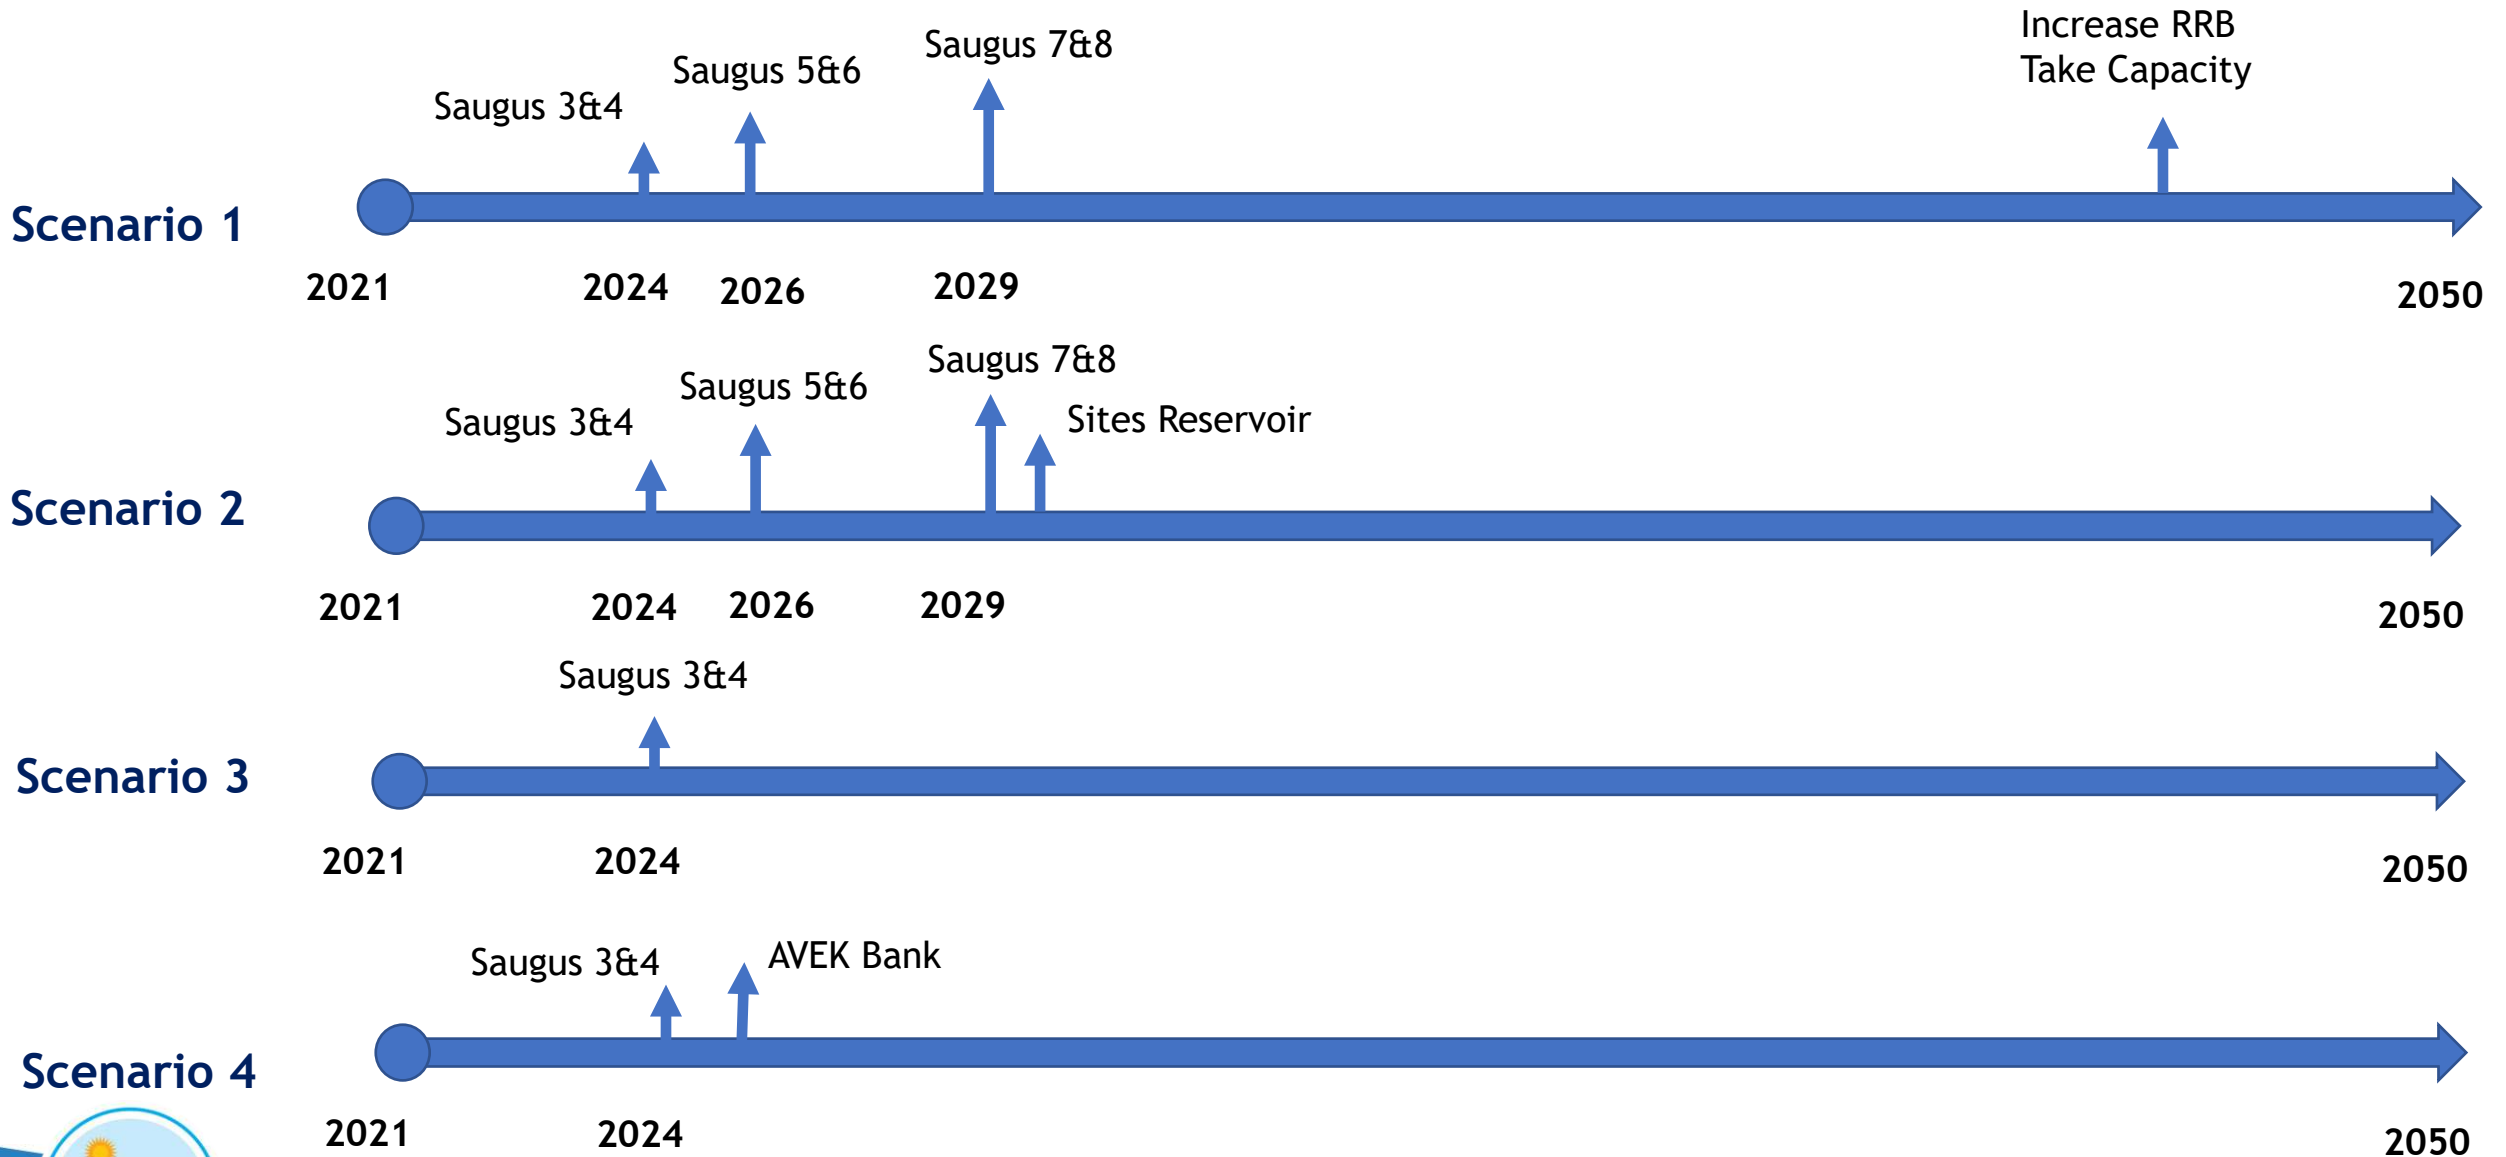 Increase RRB
Take Capacity
Saugus 7&8
Saugus 5&6
Saugus 3&4
Scenario 1
2021
2024
2026
2029
2050
Saugus 7&8
Saugus 5&6
Sites Reservoir
Saugus 3&4
Scenario 2
2021
2024
2026
2029
2050
Saugus 3&4
Scenario 3
2021
2024
2050
Saugus 3&4
AVEK Bank
Scenario 4
2021
2024
2050